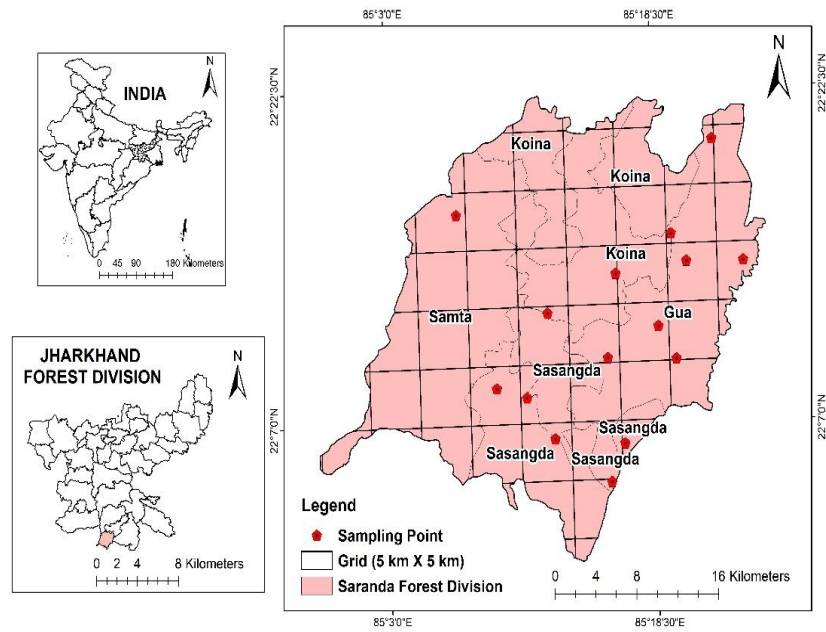 INDIA
N
0 45 90 180 Kilometers
JHARKHAND
FOREST DIVISION
N
0 1 2 4 6 8 Kilometers
85°3'0"E
85°18'30"E
22°22'30"N
22°22'30"N
N
Koina
Koina
Koina
Samta
Gua
Sasangda
Sasangda
Sasangda
Sasangda
22°7'0"N
22°7'0"N
Legend
Sampling Point
Grid (5 km X 5 km)
Saranda Forest Division
0 4 8 12 16 Kilometers
85°3'0"E
85°18'30"E